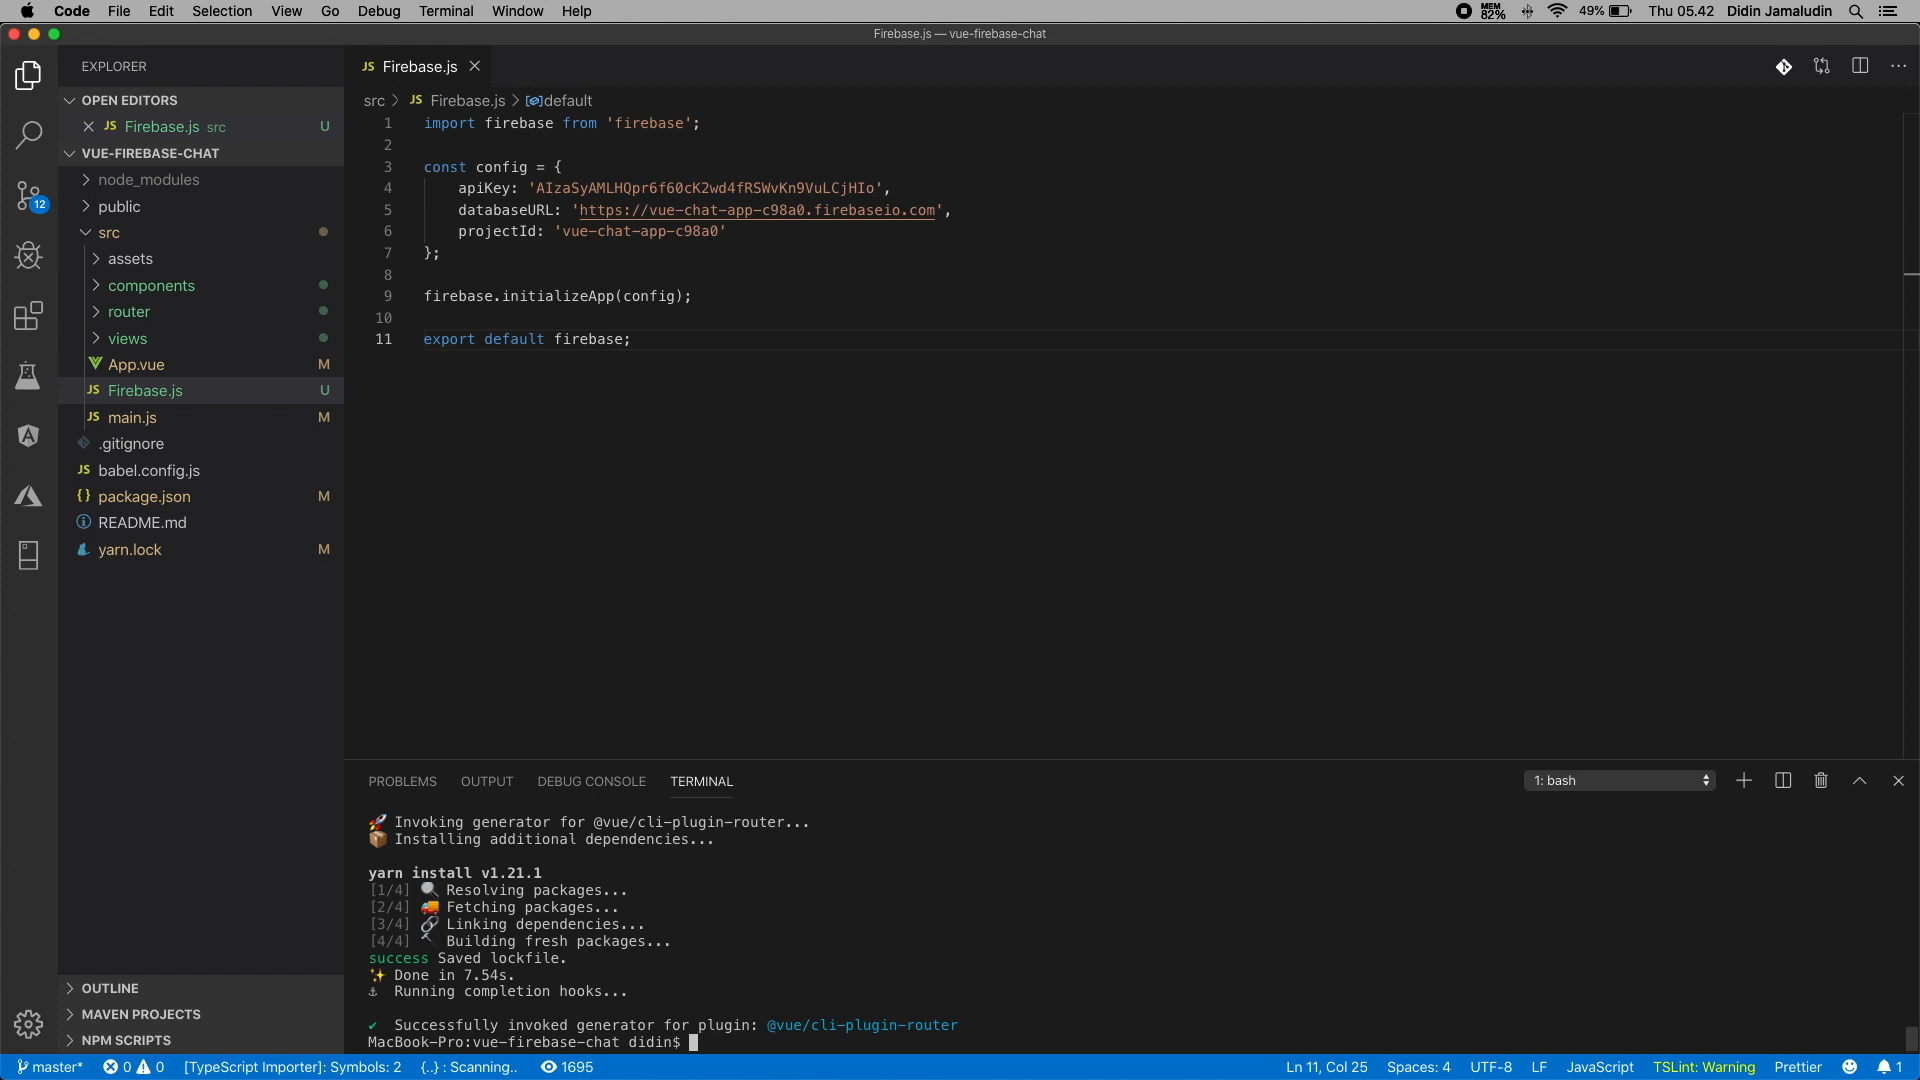 Code File Edit Selection View Go Debug Terminal Window Help
MEM 82% 49% Thu 05.42 Didin Jamaludin
Firebase.js — vue-firebase-chat
EXPLORER
OPEN EDITORS
JS Firebase.js src U
VUE-FIREBASE-CHAT
node_modules
public
src
assets
components
router
views
App.vue M
JS Firebase.js U
JS main.js M
.gitignore
JS babel.config.js
{} package.json M
README.md
yarn.lock M
OUTLINE
MAVEN PROJECTS
NPM SCRIPTS
12
JS Firebase.js
src > JS Firebase.js > default
1 import firebase from 'firebase';
2
3 const config = {
4 apiKey: 'AIzaSyAMLHQpr6f60cK2wd4fRSWvKn9VuLCjHIo',
5 databaseURL: 'https://vue-chat-app-c98a0.firebaseio.com',
6 projectId: 'vue-chat-app-c98a0'
7 };
8
9 firebase.initializeApp(config);
10
11 export default firebase;
PROBLEMS OUTPUT DEBUG CONSOLE TERMINAL
1: bash
Invoking generator for @vue/cli-plugin-router...
Installing additional dependencies...
yarn install v1.21.1
[1/4] Resolving packages...
[2/4] Fetching packages...
[3/4] Linking dependencies...
[4/4] Building fresh packages...
success Saved lockfile.
Done in 7.54s.
Running completion hooks...
✔ Successfully invoked generator for plugin: @vue/cli-plugin-router
MacBook-Pro:vue-firebase-chat didin$
master* 0 0 [TypeScript Importer]: Symbols: 2 {..} : Scanning.. 1695
Ln 11, Col 25 Spaces: 4 UTF-8 LF JavaScript TSLint: Warning Prettier 1